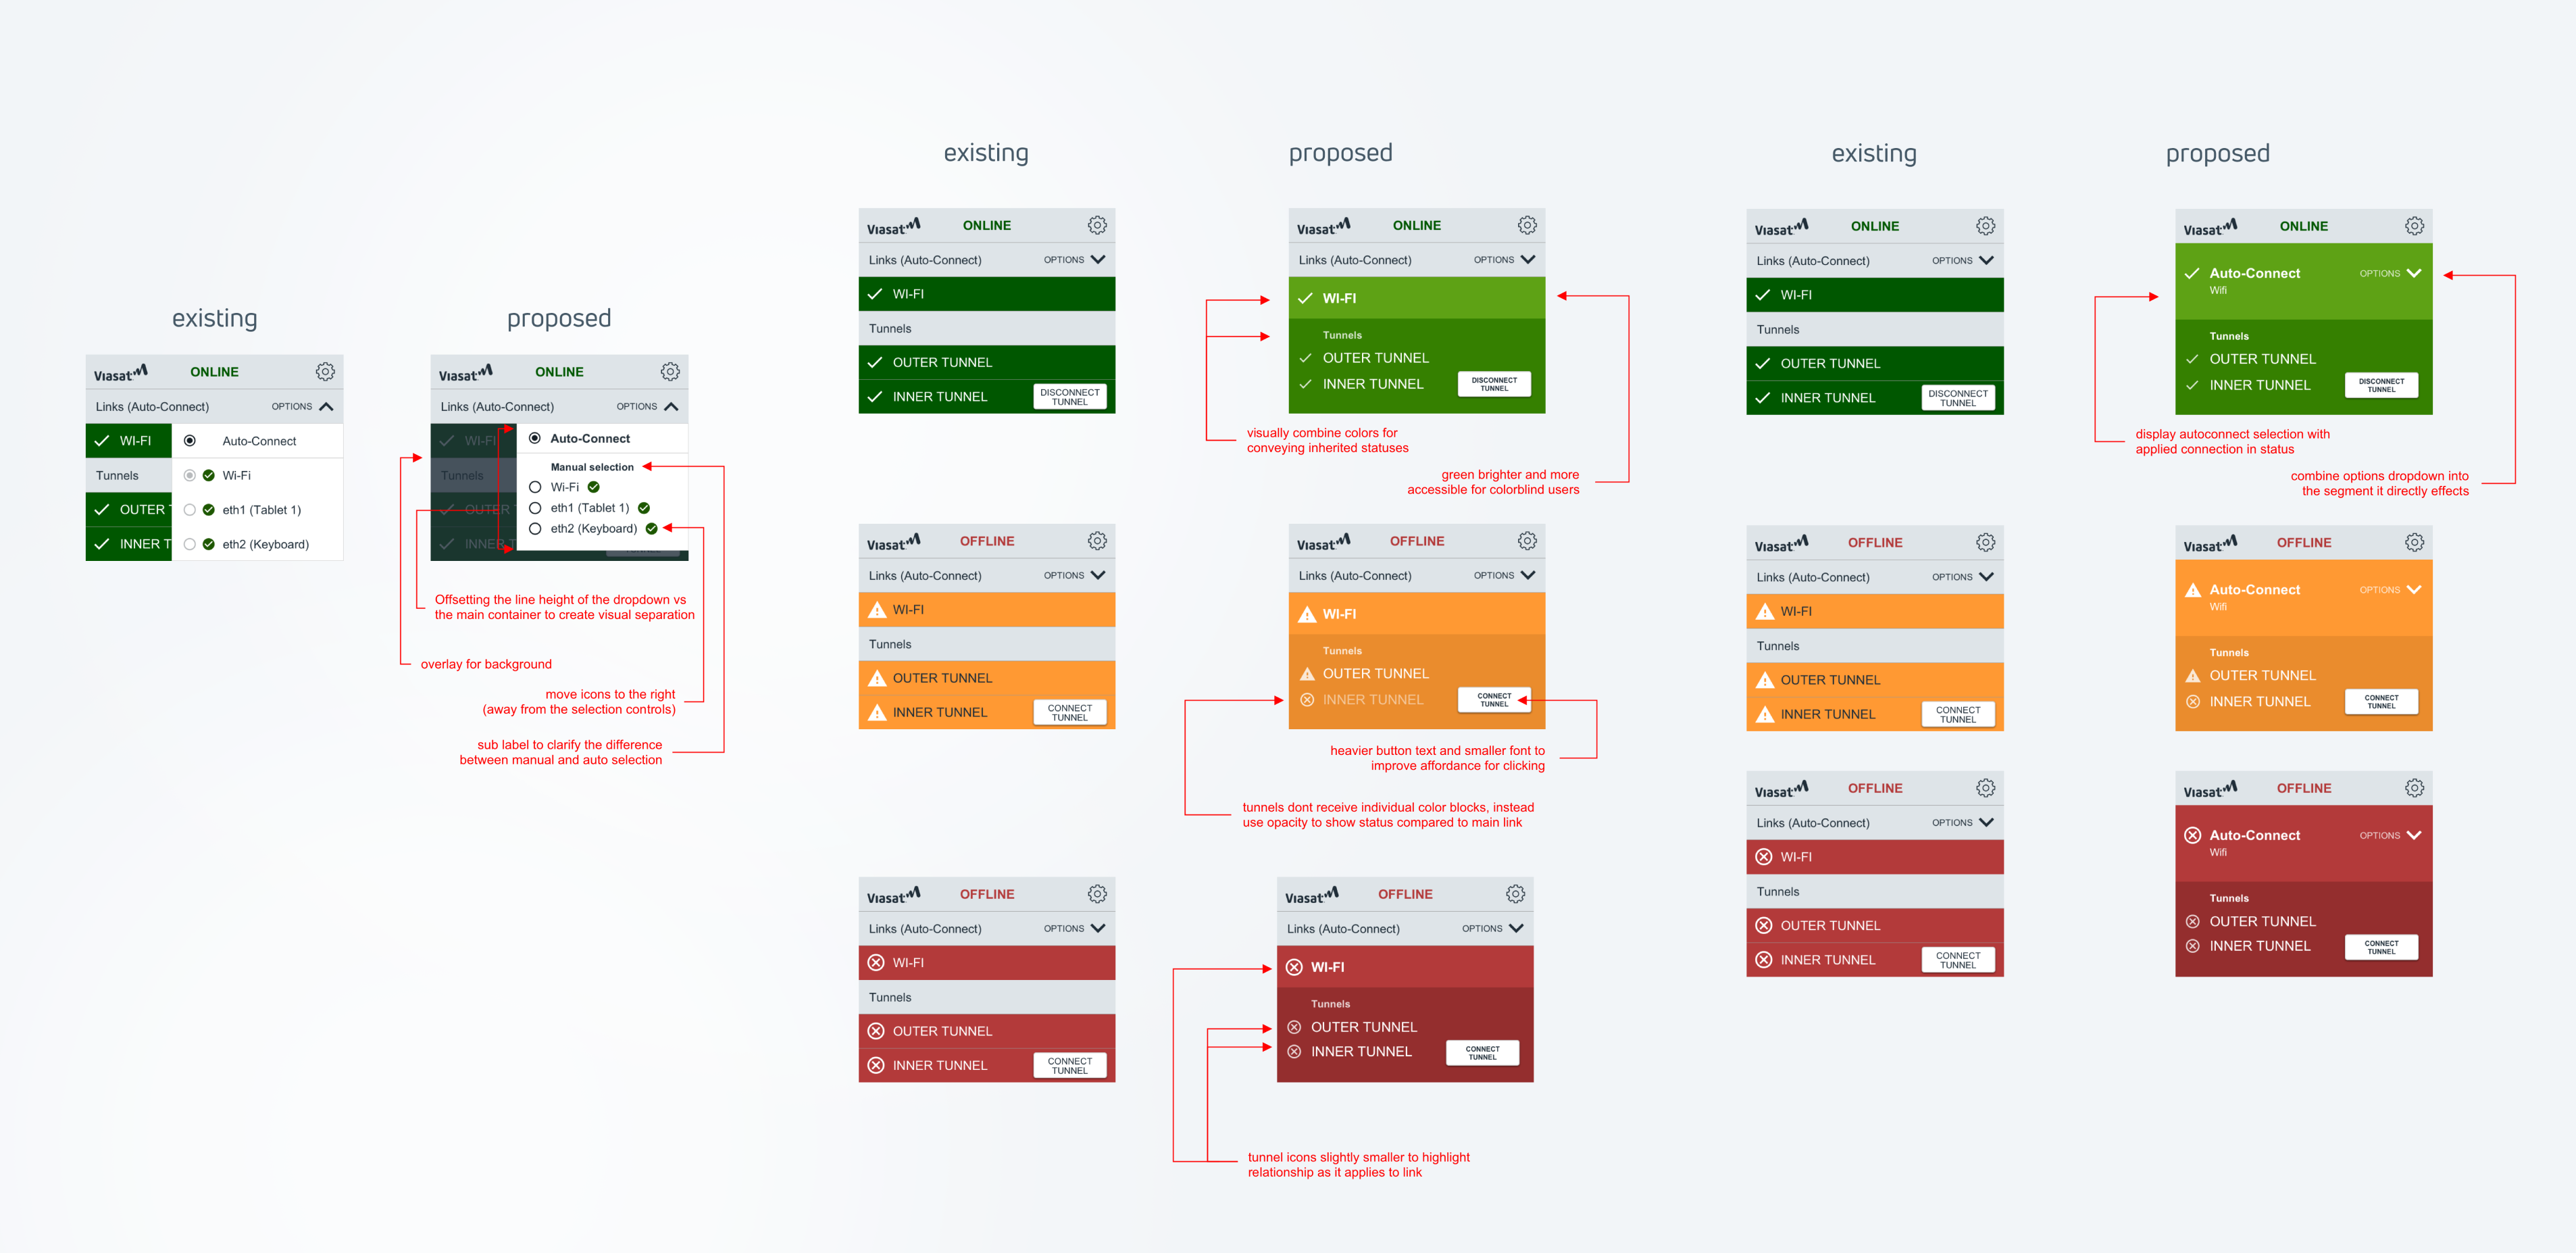 existing
proposed
Viasat
ONLINE
Links (Auto-Connect)
OPTIONS
WI-FI
Auto-Connect
Tunnels
Wi-Fi
OUTER T
eth1 (Tablet 1)
INNER T
eth2 (Keyboard)
Viasat
ONLINE
Links (Auto-Connect)
OPTIONS
WI-FI
Auto-Connect
Manual selection
Tunnels
Wi-Fi
OUTER
eth1 (Tablet 1)
eth2 (Keyboard)
INNER T
TUNNEL
Offsetting the line height of the dropdown vs
the main container to create visual separation
overlay for background
move icons to the right
(away from the selection controls)
sub label to clarify the difference
between manual and auto selection
existing
proposed
Viasat
ONLINE
Links (Auto-Connect)
OPTIONS
WI-FI
Tunnels
OUTER TUNNEL
INNER TUNNEL
DISCONNECT
TUNNEL
Viasat
ONLINE
Links (Auto-Connect)
OPTIONS
WI-FI
Tunnels
OUTER TUNNEL
INNER TUNNEL
DISCONNECT
TUNNEL
visually combine colors for
conveying inherited statuses
green brighter and more
accessible for colorblind users
Viasat
OFFLINE
Links (Auto-Connect)
OPTIONS
WI-FI
Tunnels
OUTER TUNNEL
INNER TUNNEL
CONNECT
TUNNEL
Viasat
OFFLINE
Links (Auto-Connect)
OPTIONS
WI-FI
Tunnels
OUTER TUNNEL
INNER TUNNEL
CONNECT
TUNNEL
heavier button text and smaller font to
improve affordance for clicking
tunnels dont receive individual color blocks, instead
use opacity to show status compared to main link
Viasat
OFFLINE
Links (Auto-Connect)
OPTIONS
WI-FI
Tunnels
OUTER TUNNEL
INNER TUNNEL
CONNECT
TUNNEL
Viasat
OFFLINE
Links (Auto-Connect)
OPTIONS
WI-FI
Tunnels
OUTER TUNNEL
INNER TUNNEL
CONNECT
TUNNEL
tunnel icons slightly smaller to highlight
relationship as it applies to link
existing
proposed
Viasat
ONLINE
Links (Auto-Connect)
OPTIONS
WI-FI
Tunnels
OUTER TUNNEL
INNER TUNNEL
DISCONNECT
TUNNEL
Viasat
ONLINE
Auto-Connect
OPTIONS
Wifi
Tunnels
OUTER TUNNEL
INNER TUNNEL
DISCONNECT
TUNNEL
display autoconnect selection with
applied connection in status
combine options dropdown into
the segment it directly effects
Viasat
OFFLINE
Links (Auto-Connect)
OPTIONS
WI-FI
Tunnels
OUTER TUNNEL
INNER TUNNEL
CONNECT
TUNNEL
Viasat
OFFLINE
Auto-Connect
OPTIONS
Wifi
Tunnels
OUTER TUNNEL
INNER TUNNEL
CONNECT
TUNNEL
Viasat
OFFLINE
Links (Auto-Connect)
OPTIONS
WI-FI
Tunnels
OUTER TUNNEL
INNER TUNNEL
CONNECT
TUNNEL
Viasat
OFFLINE
Auto-Connect
OPTIONS
Wifi
Tunnels
OUTER TUNNEL
INNER TUNNEL
CONNECT
TUNNEL